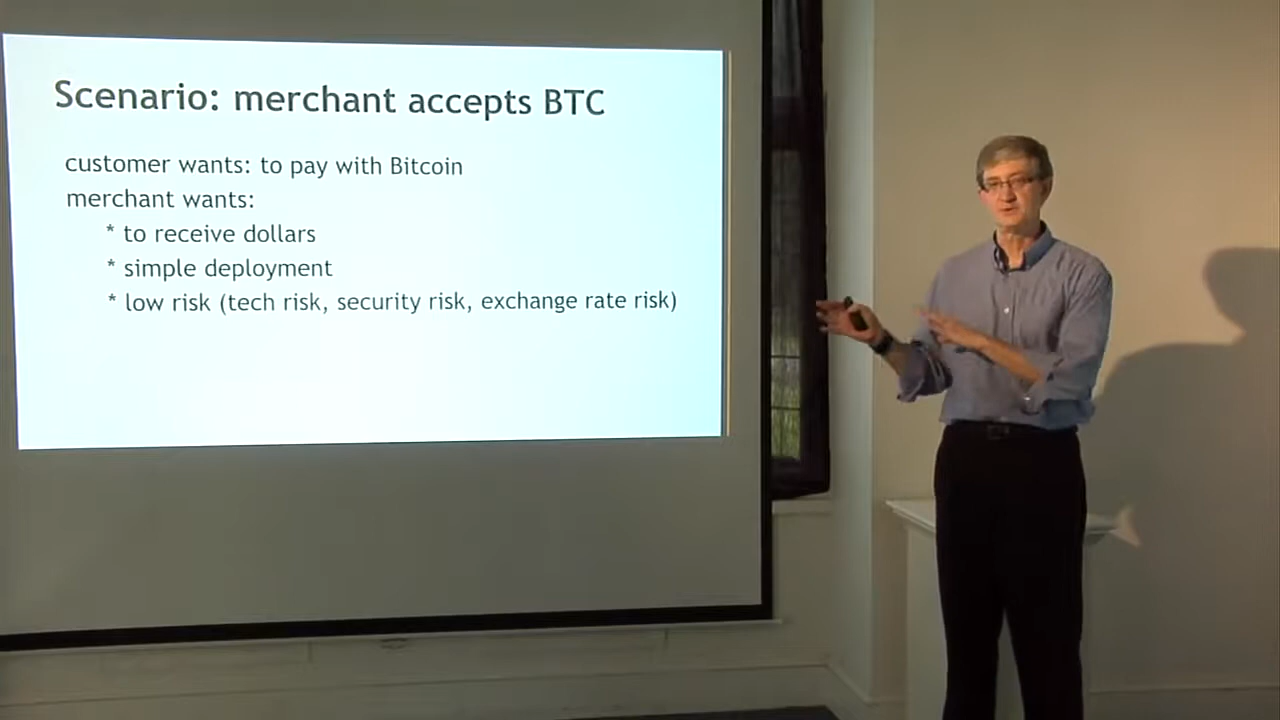 Scenario: merchant accepts BTC
customer wants: to pay with Bitcoin
merchant wants:
* to receive dollars
* simple deployment
* low risk (tech risk, security risk, exchange rate risk)